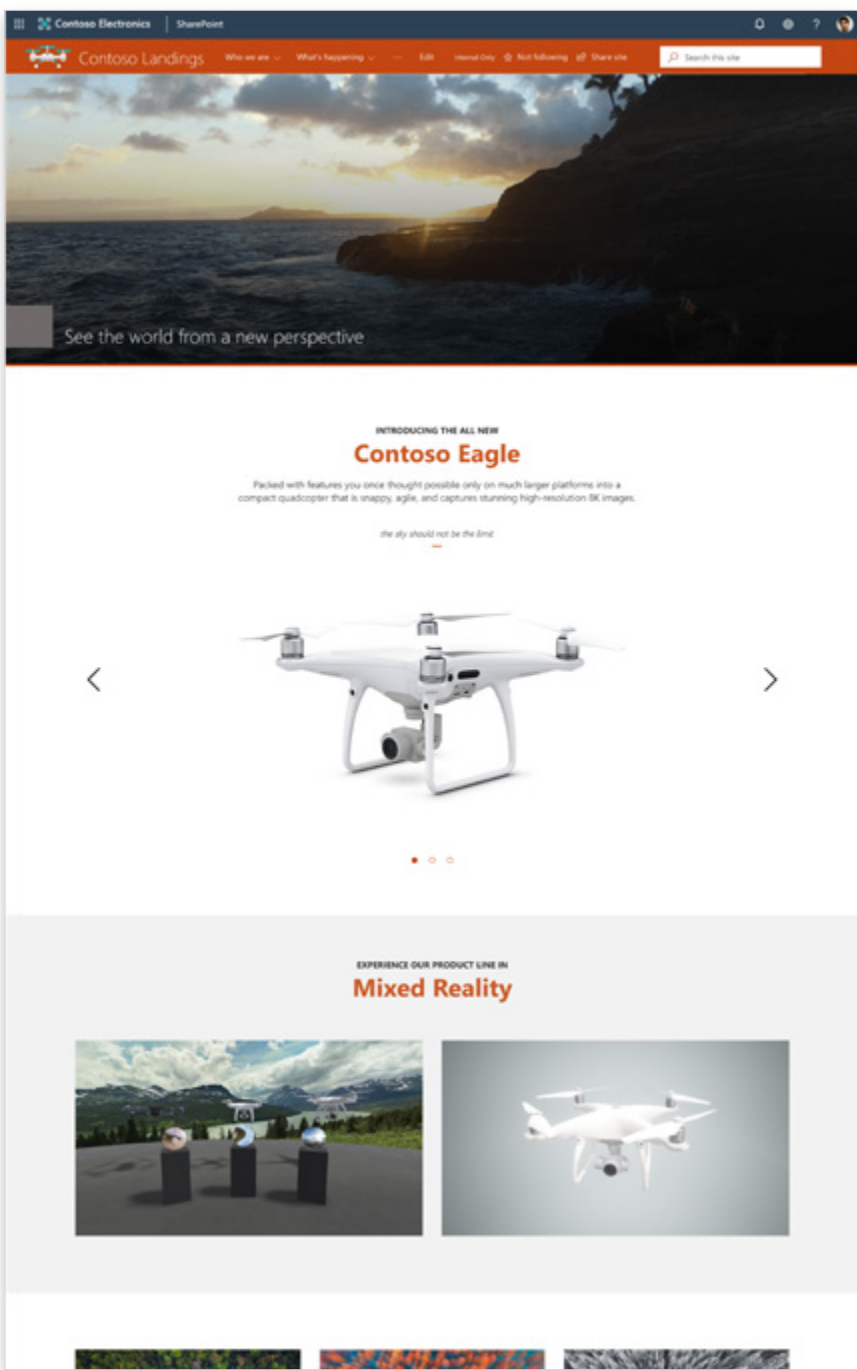 Contoso Electronics SharePoint ?
Contoso Landings Who we are What's happening ··· Edit Internal Only Not following Share site Search this site
See the world from a new perspective
INTRODUCING THE ALL NEW
Contoso Eagle
Packed with features you once thought possible only on much larger platforms into a
compact quadcopter that is snappy, agile, and captures stunning high-resolution 8K images.
the sky should not be the limit
EXPERIENCE OUR PRODUCT LINE IN
Mixed Reality